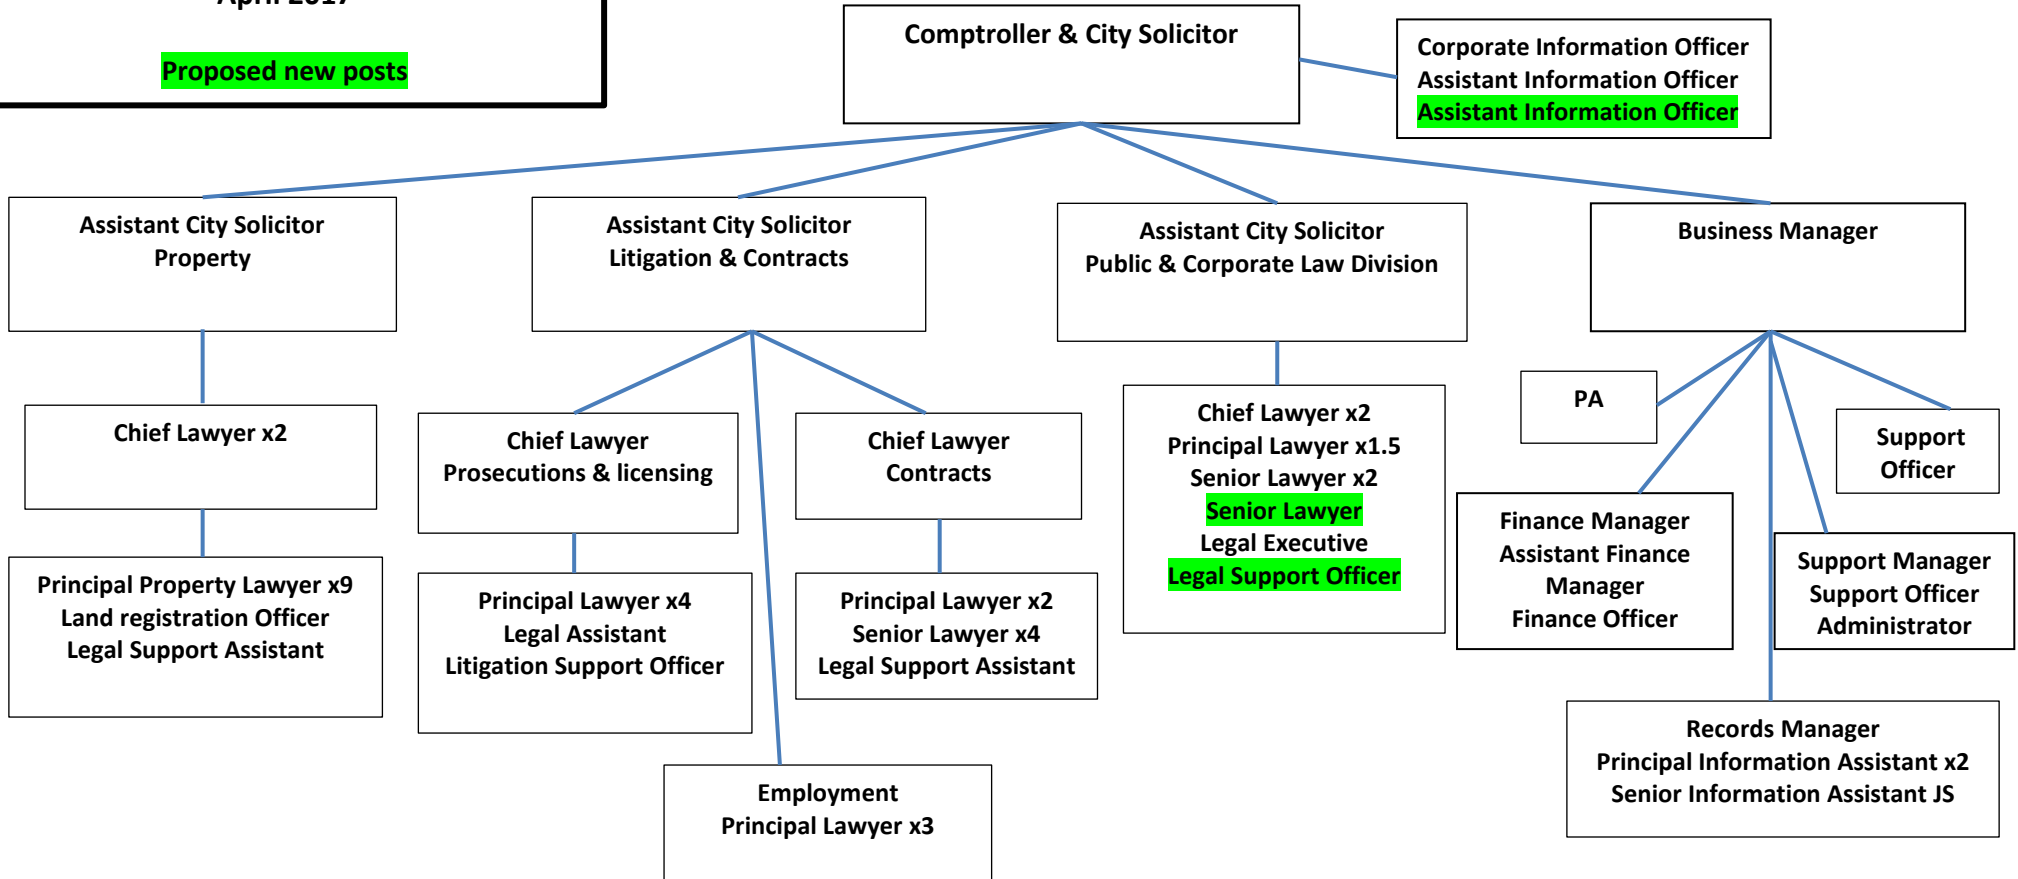 April 2017
Proposed new posts
Comptroller & City Solicitor
Corporate Information Officer
Assistant Information Officer
Assistant Information Officer
Assistant City Solicitor
Property
Assistant City Solicitor
Litigation & Contracts
Assistant City Solicitor
Public & Corporate Law Division
Business Manager
Chief Lawyer x2
Principal Property Lawyer x9
Land registration Officer
Legal Support Assistant
Chief Lawyer
Prosecutions & licensing
Principal Lawyer x4
Legal Assistant
Litigation Support Officer
Chief Lawyer
Contracts
Principal Lawyer x2
Senior Lawyer x4
Legal Support Assistant
Employment
Principal Lawyer x3
Chief Lawyer x2
Principal Lawyer x1.5
Senior Lawyer x2
Senior Lawyer
Legal Executive
Legal Support Officer
PA
Support
Officer
Finance Manager
Assistant Finance
Manager
Finance Officer
Support Manager
Support Officer
Administrator
Records Manager
Principal Information Assistant x2
Senior Information Assistant JS